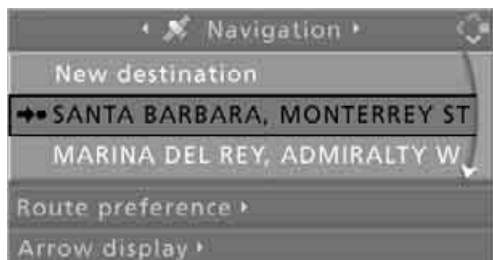 Navigation
New destination
SANTA BARBARA, MONTERREY ST
MARINA DEL REY, ADMIRALTY W
Route preference
Arrow display